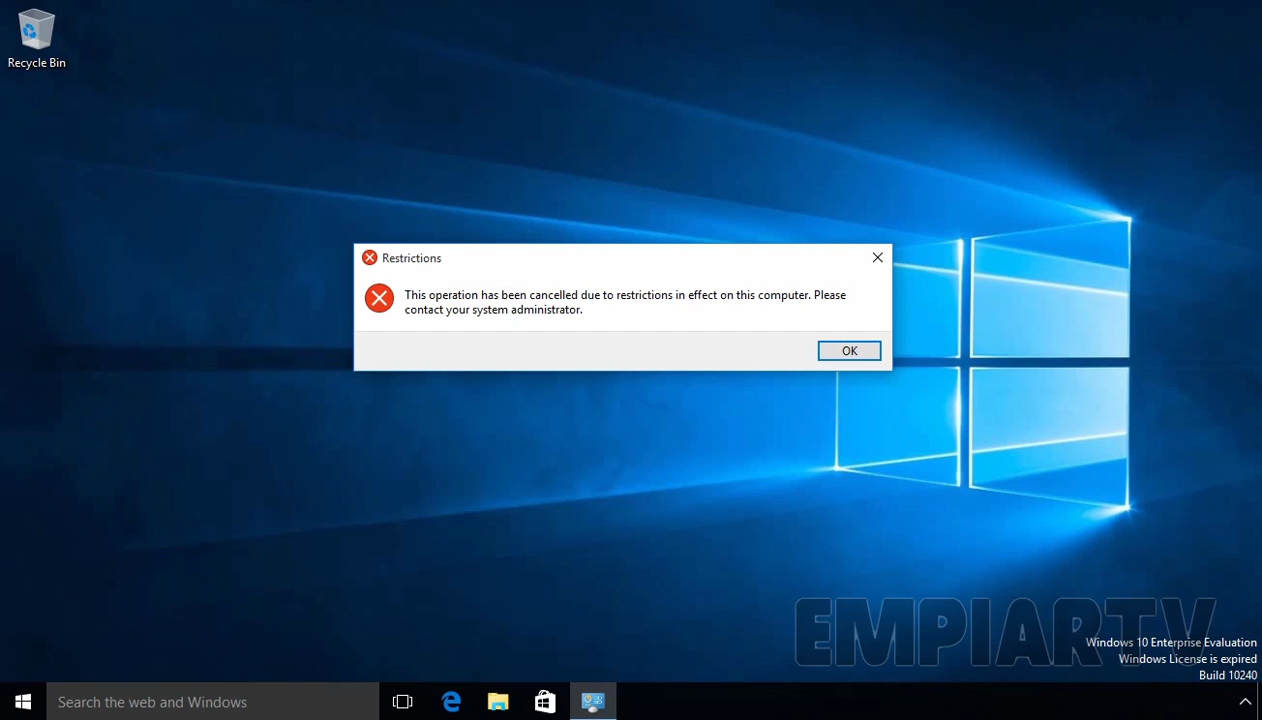 Recycle Bin
Restrictions
This operation has been cancelled due to restrictions in effect on this computer. Please
contact your system administrator.
OK
EMPIARTV
Windows 10 Enterprise Evaluation
Windows License is expired
Build 10240
Search the web and Windows